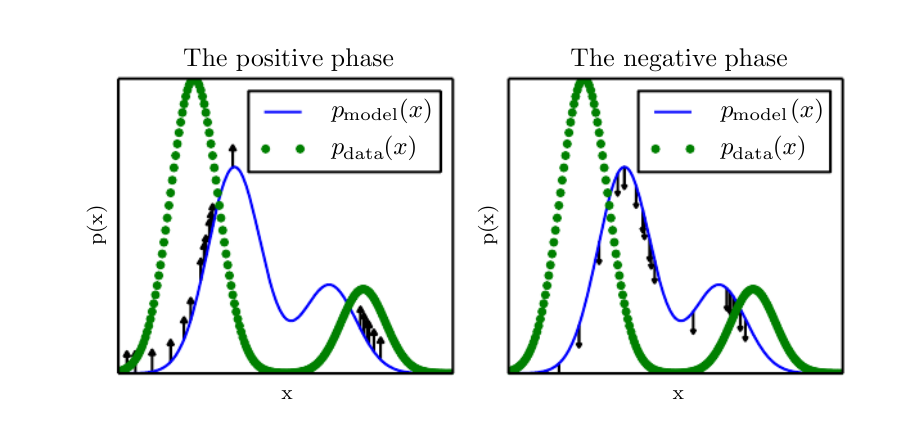 The positive phase
p_model(x)
p_data(x)
p(x)
x
The negative phase
p_model(x)
p_data(x)
p(x)
x